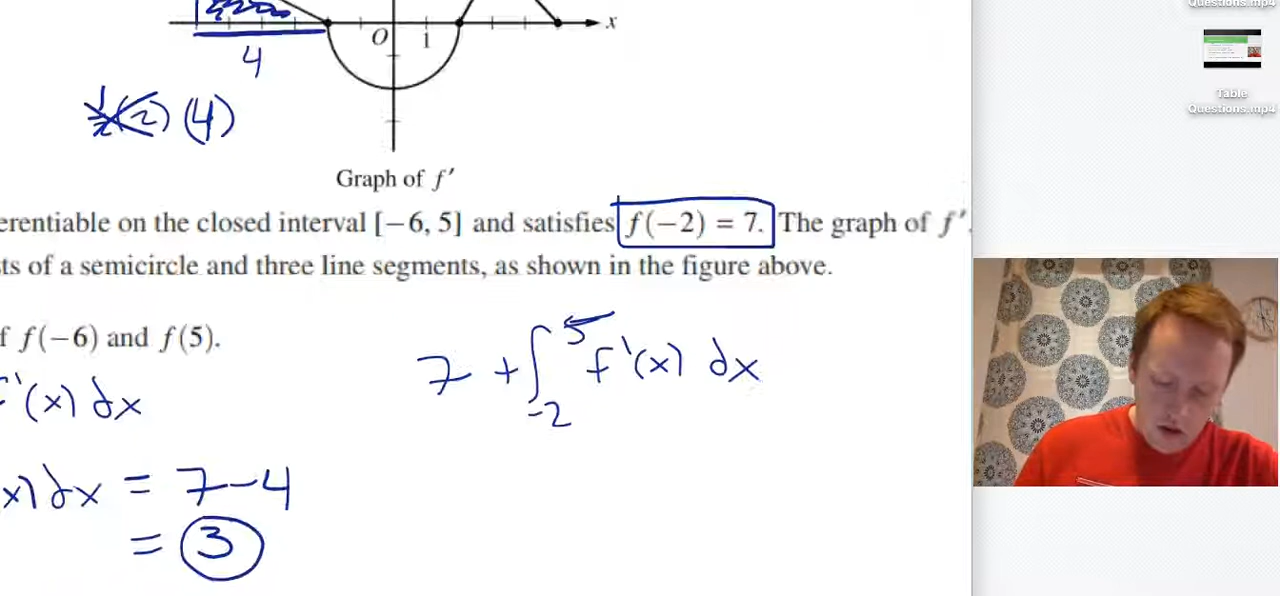 Questions.mp4
x
O
1
4
½(2)(4)
Table
Questions.mp4
Graph of f′
erentiable on the closed interval [−6, 5] and satisfies f(−2) = 7. The graph of f′
ts of a semicircle and three line segments, as shown in the figure above.
f f(−6) and f(5).
f'(x) dx
7 + ∫₋₂⁵ f'(x) dx
x) dx = 7-4
= 3